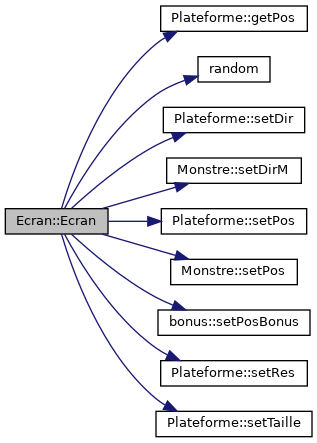 Plateforme::getPos
random
Plateforme::setDir
Monstre::setDirM
Ecran::Ecran
Plateforme::setPos
Monstre::setPos
bonus::setPosBonus
Plateforme::setRes
Plateforme::setTaille